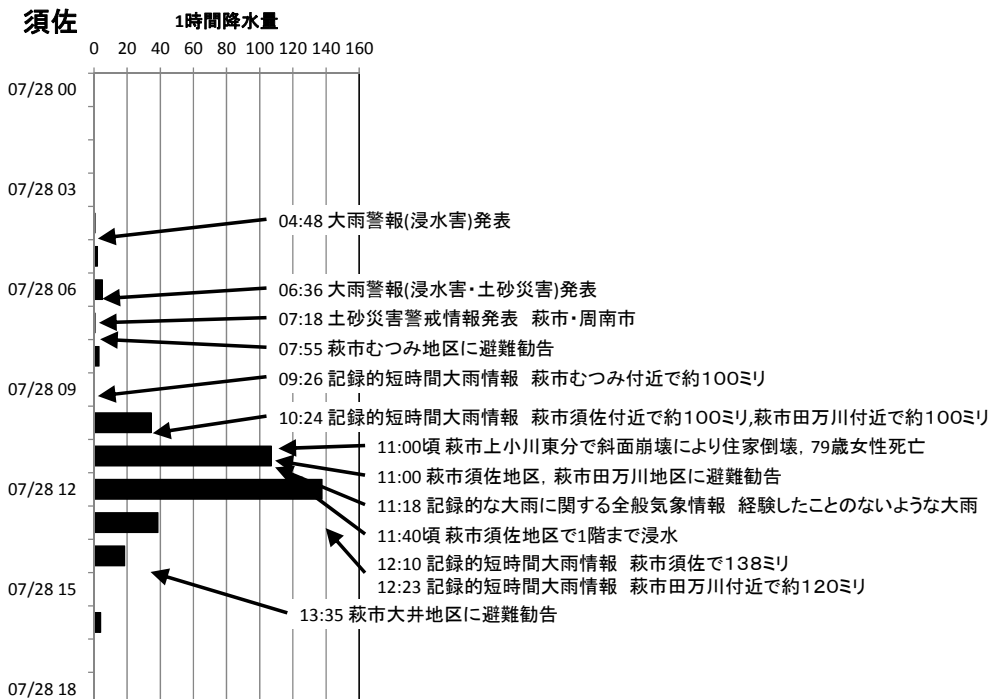 須佐
1時間降水量
0 20 40 60 80 100 120 140 160
07/28 00
07/28 03
04:48 大雨警報(浸水害)発表
07/28 06
06:36 大雨警報(浸水害・土砂災害)発表
07:18 土砂災害警戒情報発表　萩市・周南市
07:55 萩市むつみ地区に避難勧告
09:26 記録的短時間大雨情報　萩市むつみ付近で約100ミリ
07/28 09
10:24 記録的短時間大雨情報　萩市須佐付近で約100ミリ,萩市田万川付近で約100ミリ
11:00頃 萩市上小川東分で斜面崩壊により住家倒壊，79歳女性死亡
11:00 萩市須佐地区，萩市田万川地区に避難勧告
07/28 12
11:18 記録的な大雨に関する全般気象情報　経験したことのないような大雨
11:40頃 萩市須佐地区で1階まで浸水
12:10 記録的短時間大雨情報　萩市須佐で138ミリ
12:23 記録的短時間大雨情報　萩市田万川付近で約120ミリ
07/28 15
13:35 萩市大井地区に避難勧告
07/28 18